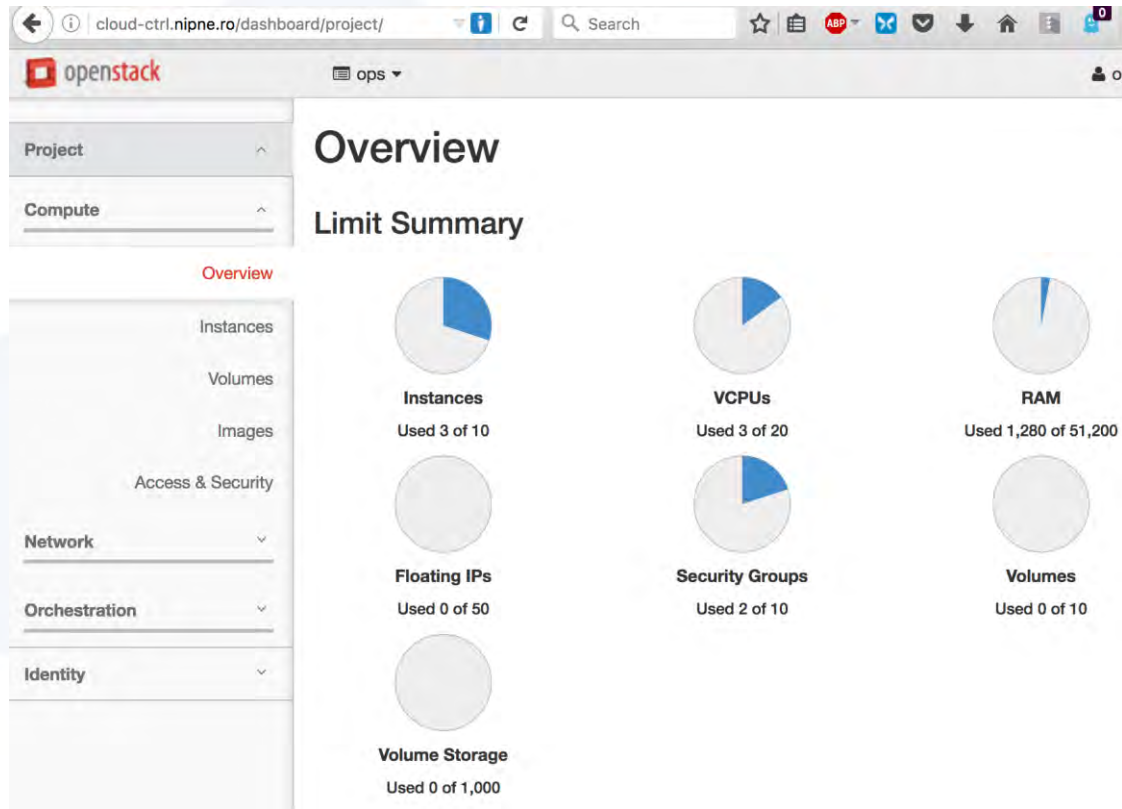 cloud-ctrl.nipne.ro/dashboard/project/
Search
ABP
0
openstack
ops
Project
Compute
Overview
Instances
Volumes
Images
Access & Security
Network
Orchestration
Identity
Overview
Limit Summary
Instances
Used 3 of 10
VCPUs
Used 3 of 20
RAM
Used 1,280 of 51,200
Floating IPs
Used 0 of 50
Security Groups
Used 2 of 10
Volumes
Used 0 of 10
Volume Storage
Used 0 of 1,000